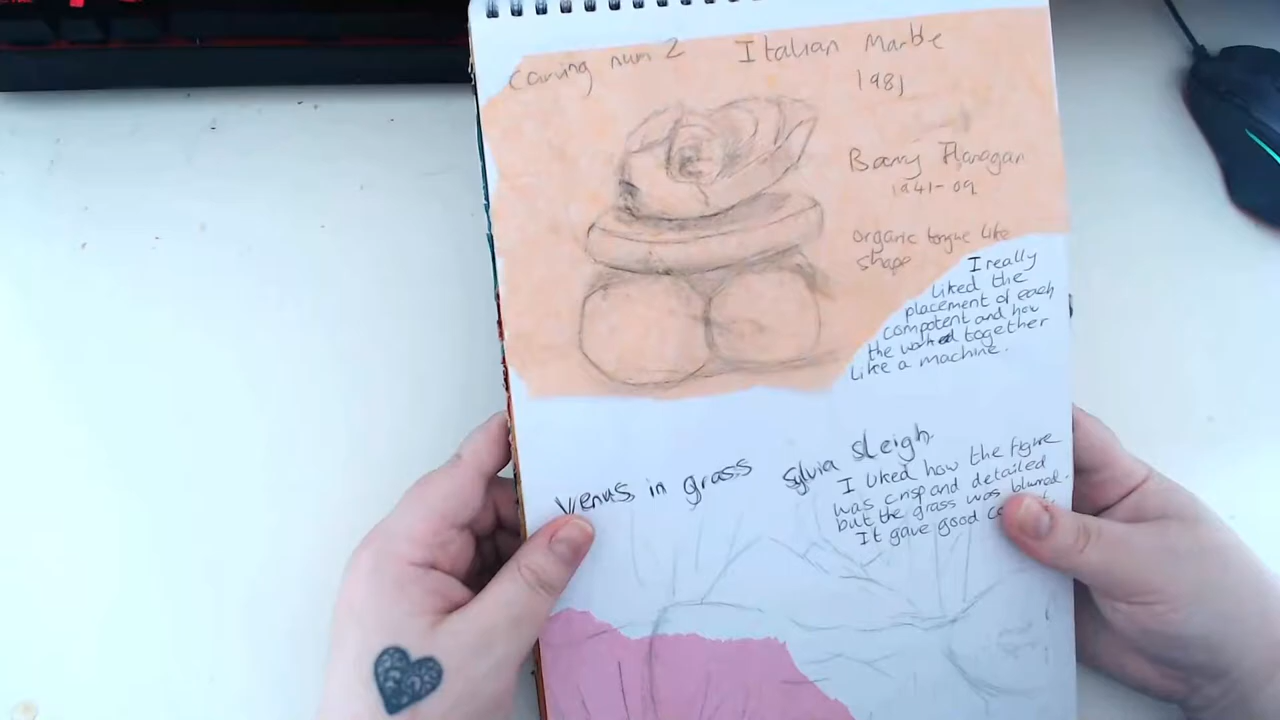 Carving num 2 Italian Marble
1981
Barry Flanagan
1941-09
organic tongue like
shape
I really
liked the
placement of each
compotent and how
the worked together
like a machine.
Venus in grass sylvia sleigh
I liked how the figure
was crisp and detailed
but the grass was blurred.
It gave good